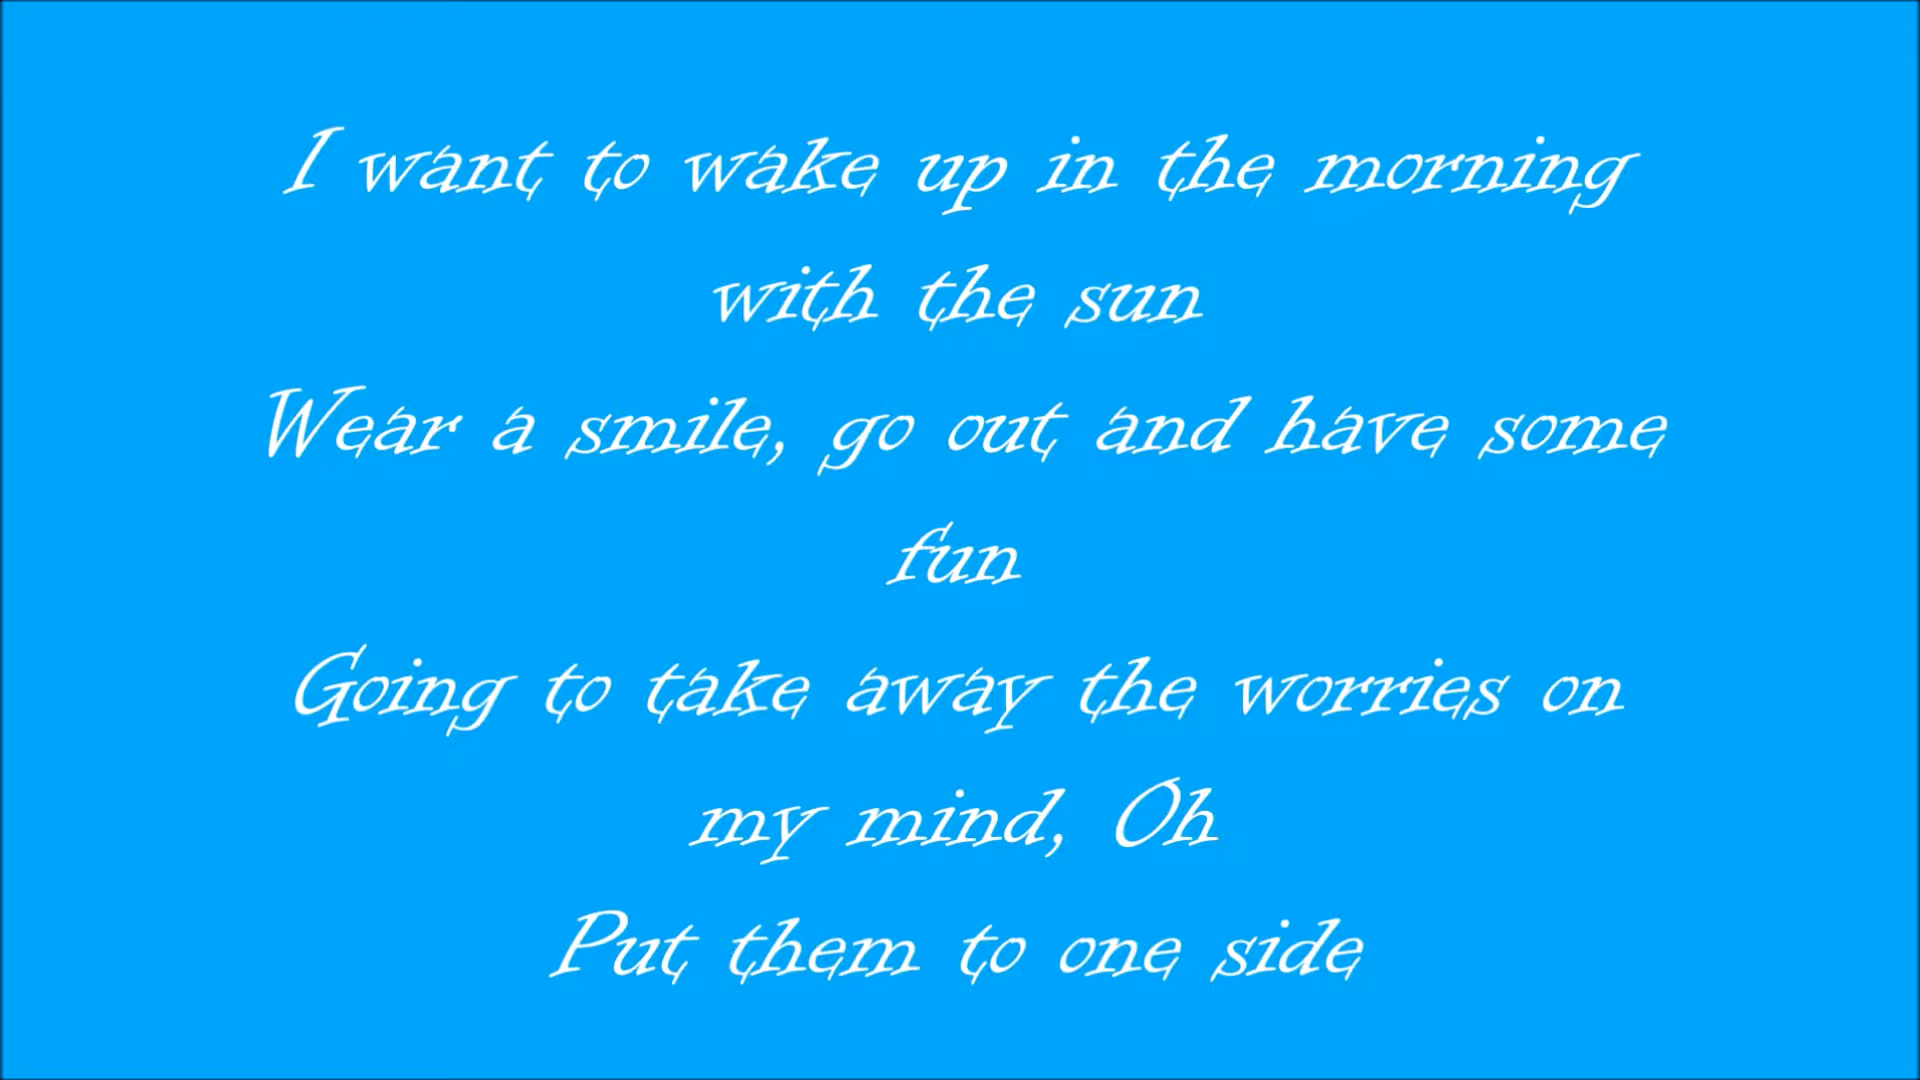 I want to wake up in the morning
with the sun
Wear a smile, go out and have some
fun
Going to take away the worries on
my mind, Oh
Put them to one side